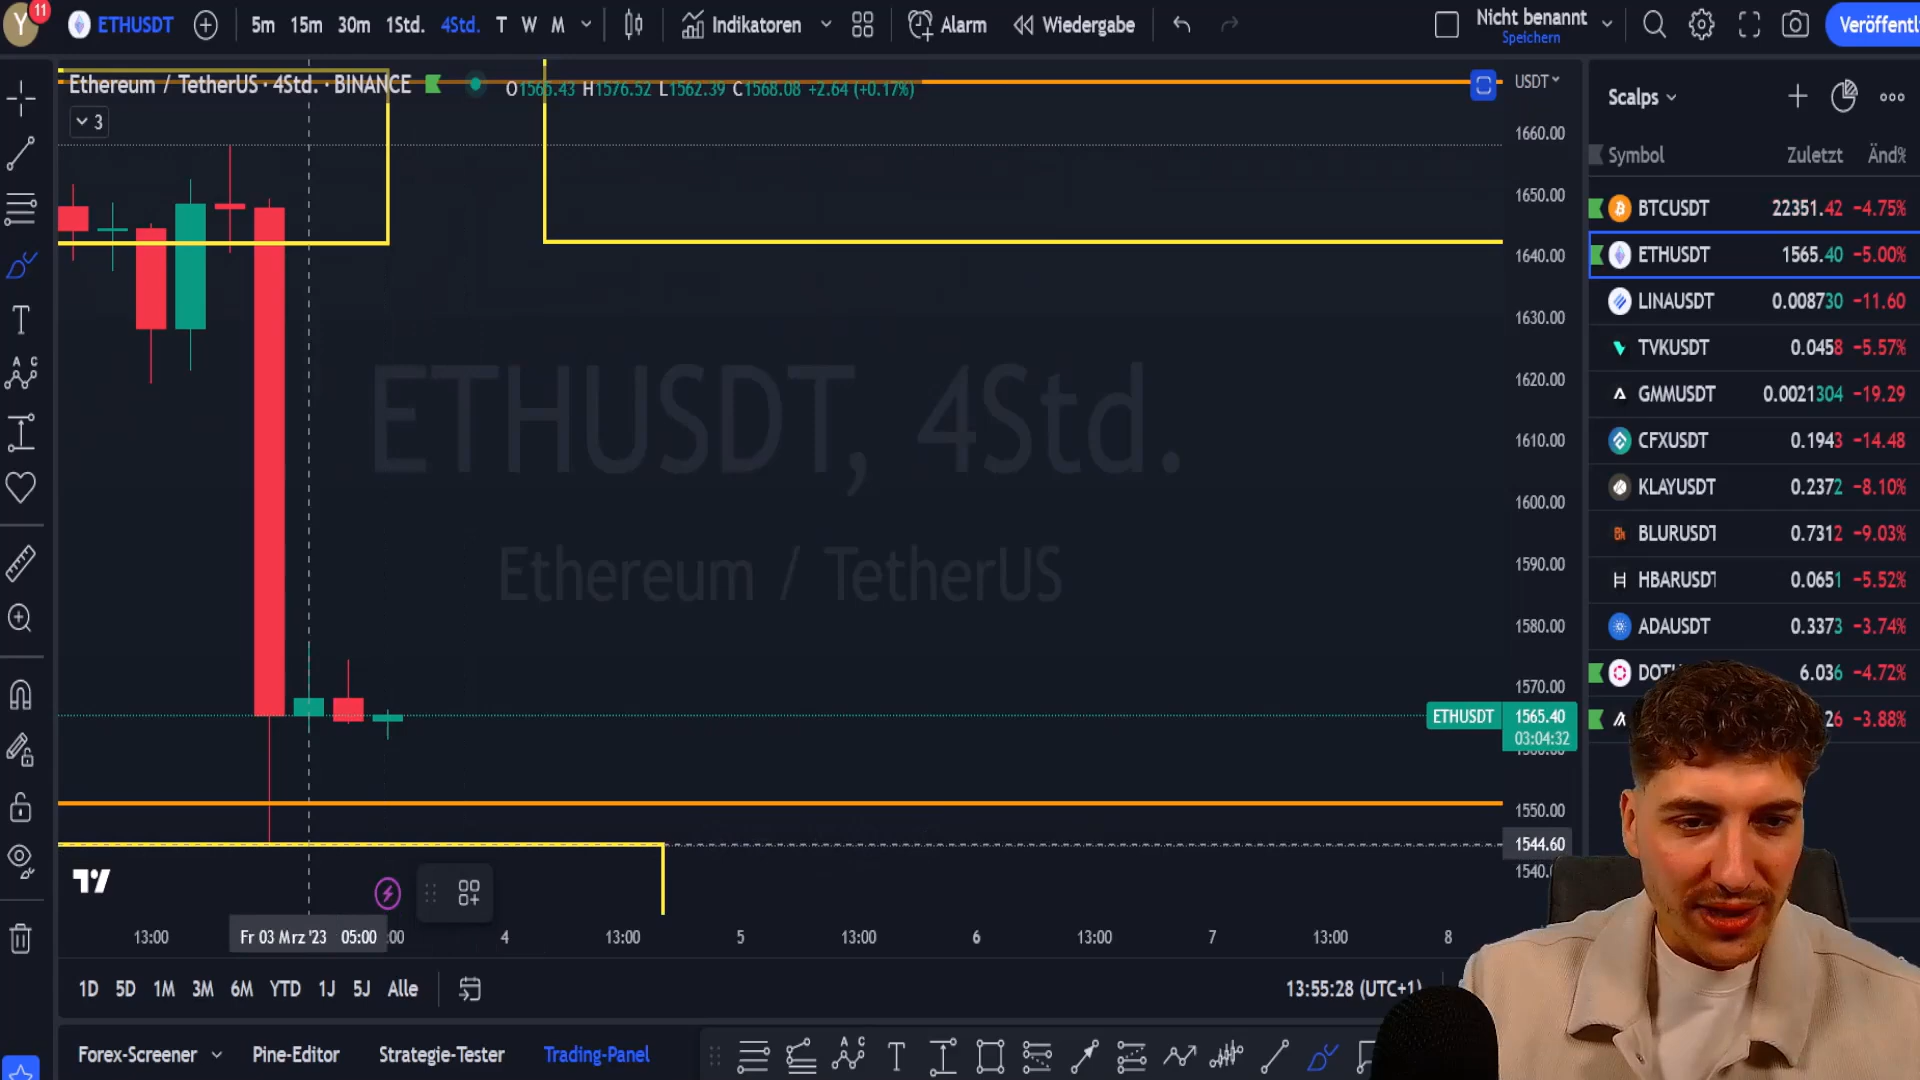 Y 11 ETHUSDT 5m 15m 30m 1Std. 4Std. T W M Indikatoren Alarm Wiedergabe Nicht benannt Speichern Veröffentl
Ethereum / TetherUS · 4Std. · BINANCE O1565.43 H1576.52 L1562.39 C1568.08 +2.64 (+0.17%) USDT
3
1660.00
1650.00
1640.00
1630.00
1620.00
1610.00
1600.00
1590.00
1580.00
1570.00
ETHUSDT 1565.40
03:04:32
1550.00
1544.60
1540.
ETHUSDT, 4Std.
Ethereum / TetherUS
Scalps
Symbol Zuletzt Änd%
BTCUSDT 22351.42 −4.75%
ETHUSDT 1565.40 −5.00%
LINAUSDT 0.008730 −11.60
TVKUSDT 0.0458 −5.57%
GMMUSDT 0.0021304 −19.29
CFXUSDT 0.1943 −14.48
KLAYUSDT 0.2372 −8.10%
BLURUSDT 0.7312 −9.03%
HBARUSDT 0.0651 −5.52%
ADAUSDT 0.3373 −3.74%
DOTU 6.036 −4.72%
26 −3.88%
13:00 Fr 03 Mrz '23 05:00 :00 4 13:00 5 13:00 6 13:00 7 13:00 8
1D 5D 1M 3M 6M YTD 1J 5J Alle 13:55:28 (UTC+1)
Forex-Screener Pine-Editor Strategie-Tester Trading-Panel